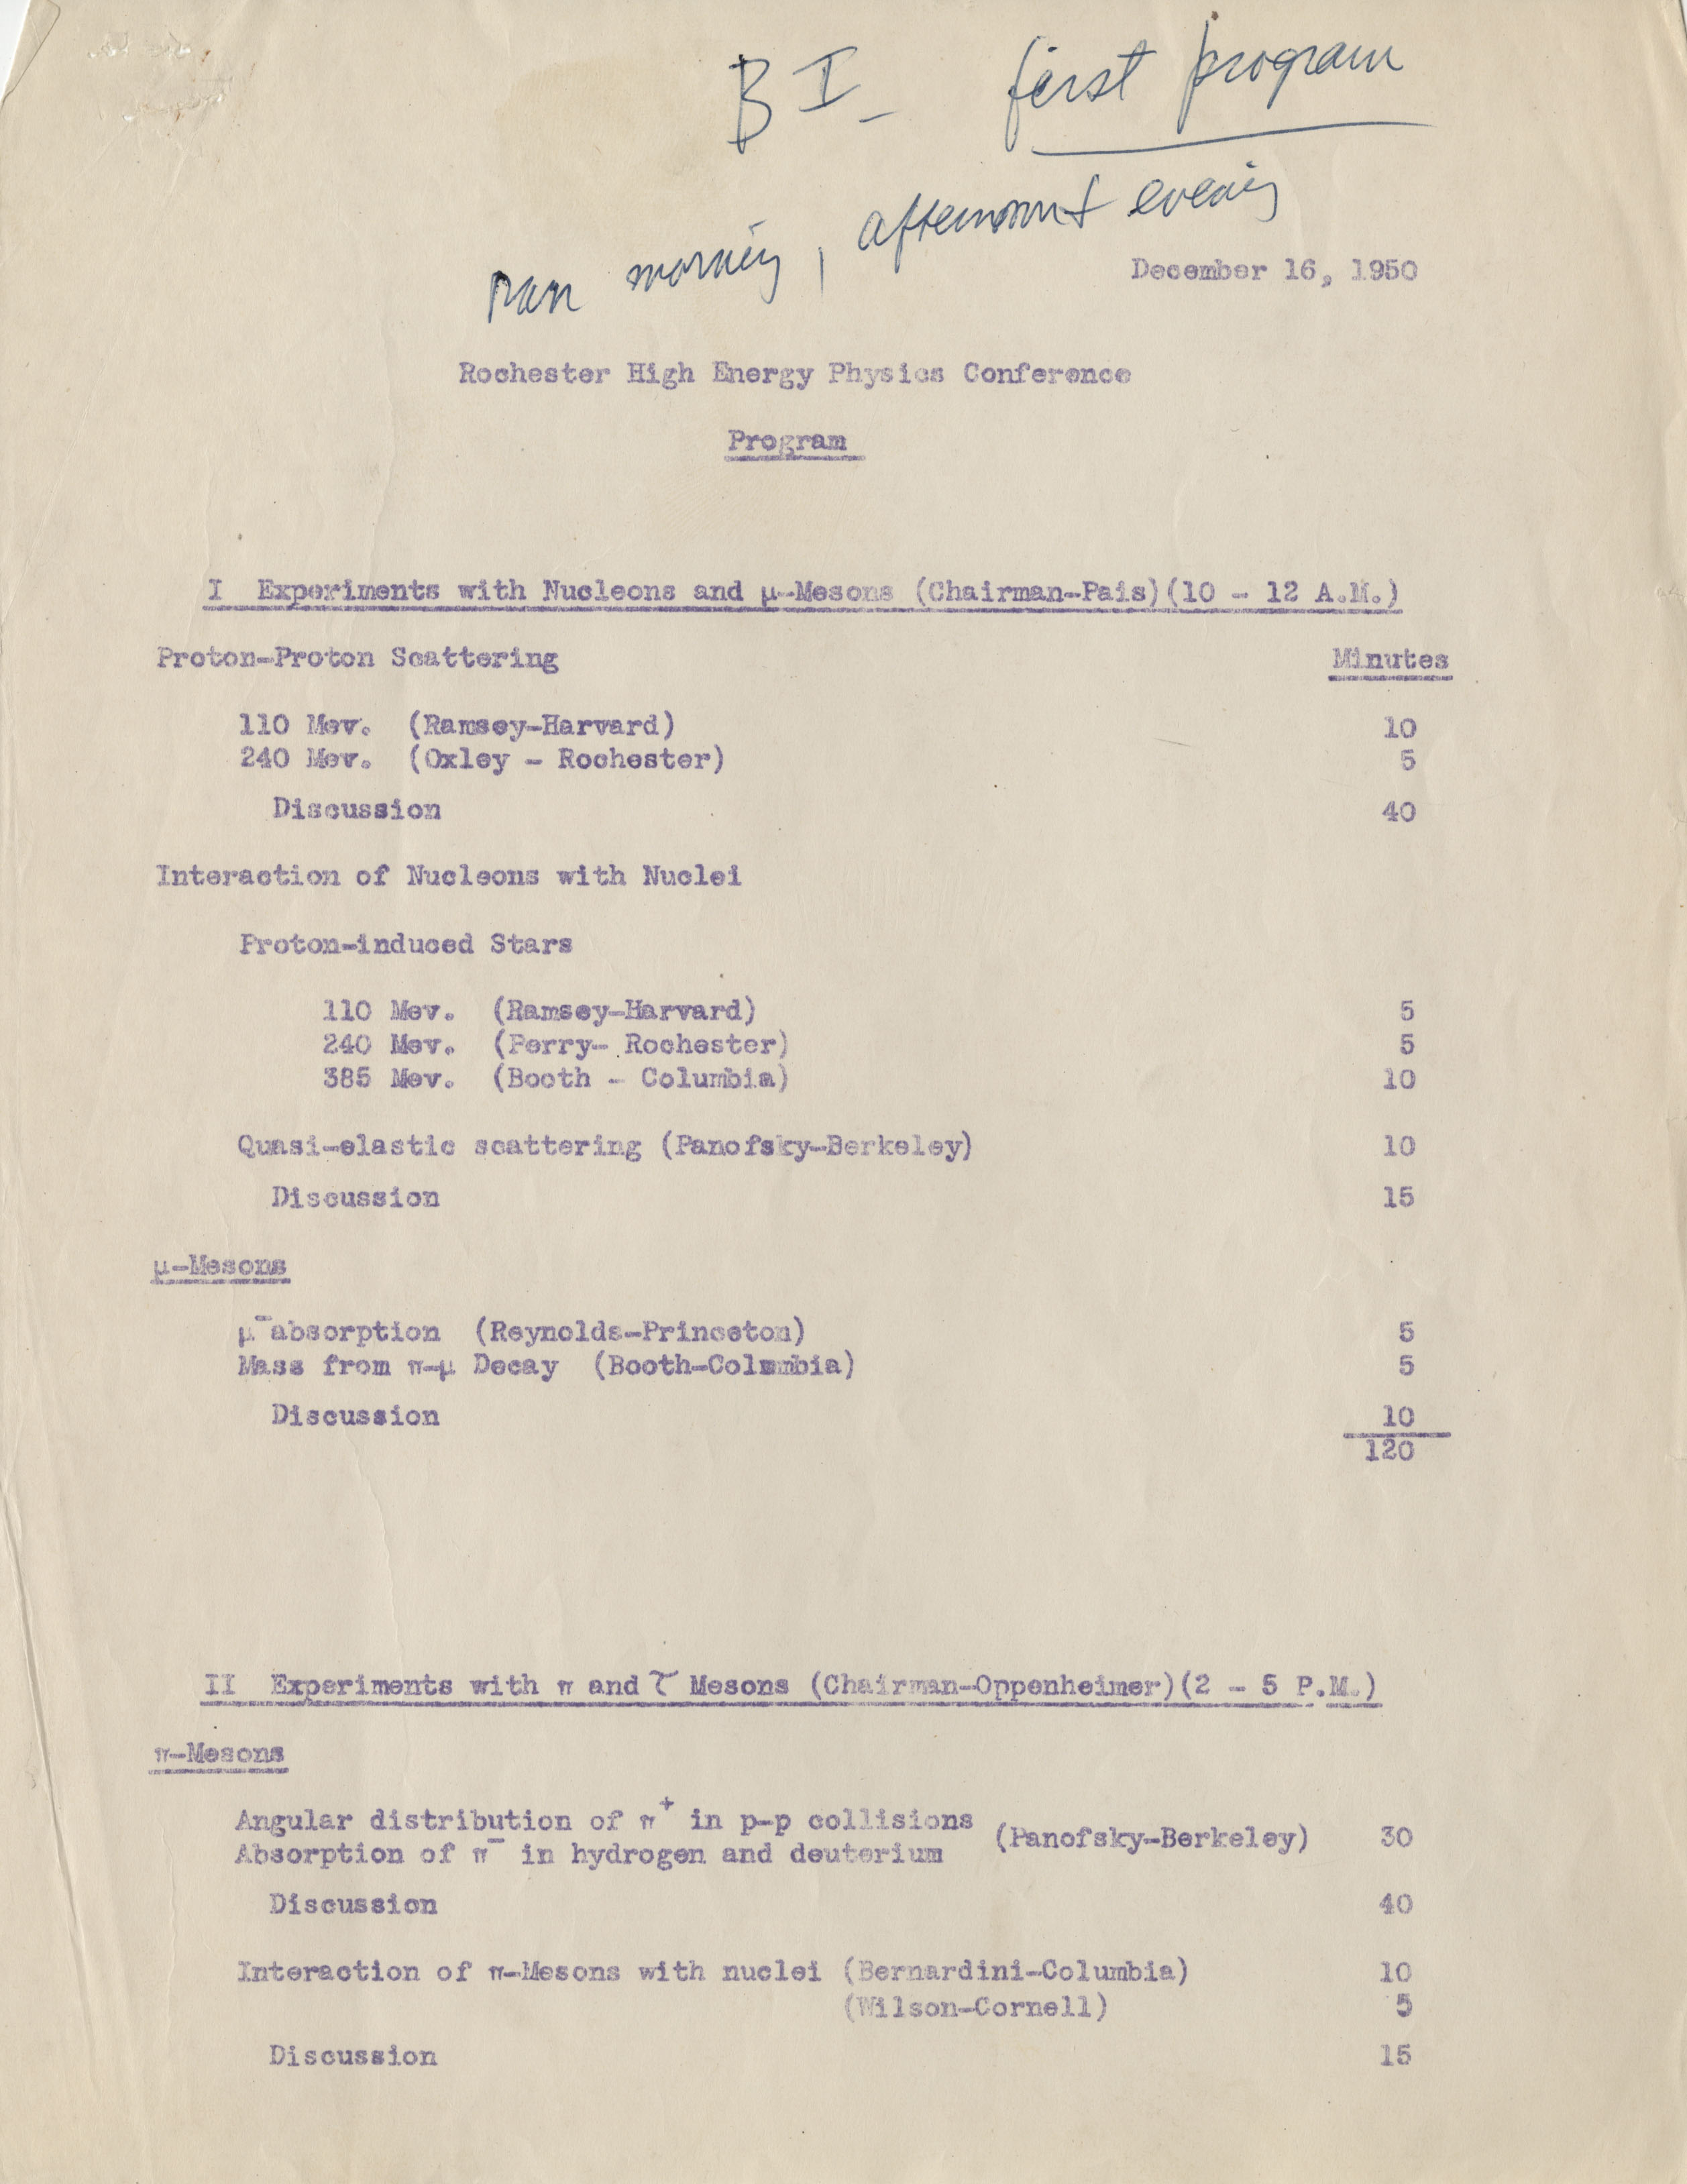 B I - first program
ran morning, afternoon + evening
December 16, 1950
Rochester High Energy Physics Conference
Program
I Experiments with Nucleons and μ-Mesons (Chairman-Pais)(10 - 12 A.M.)
Proton-Proton Scattering Minutes
110 Mev. (Ramsey-Harvard) 10
240 Mev. (Oxley - Rochester) 5
Discussion 40
Interaction of Nucleons with Nuclei
Proton-induced Stars
110 Mev. (Ramsey-Harvard) 5
240 Mev. (Perry- Rochester) 5
385 Mev. (Booth - Columbia) 10
Quasi-elastic scattering (Panofsky-Berkeley) 10
Discussion 15
μ-Mesons
μ⁻absorption (Reynolds-Princeton) 5
Mass from π-μ Decay (Booth-Columbia) 5
Discussion 10
120
II Experiments with π and τ Mesons (Chairman-Oppenheimer)(2 - 5 P.M.)
π-Mesons
Angular distribution of π⁺ in p-p collisions
Absorption of π⁻ in hydrogen and deuterium (Panofsky-Berkeley) 30
Discussion 40
Interaction of π-Mesons with nuclei (Bernardini-Columbia) 10
(Wilson-Cornell) 5
Discussion 15